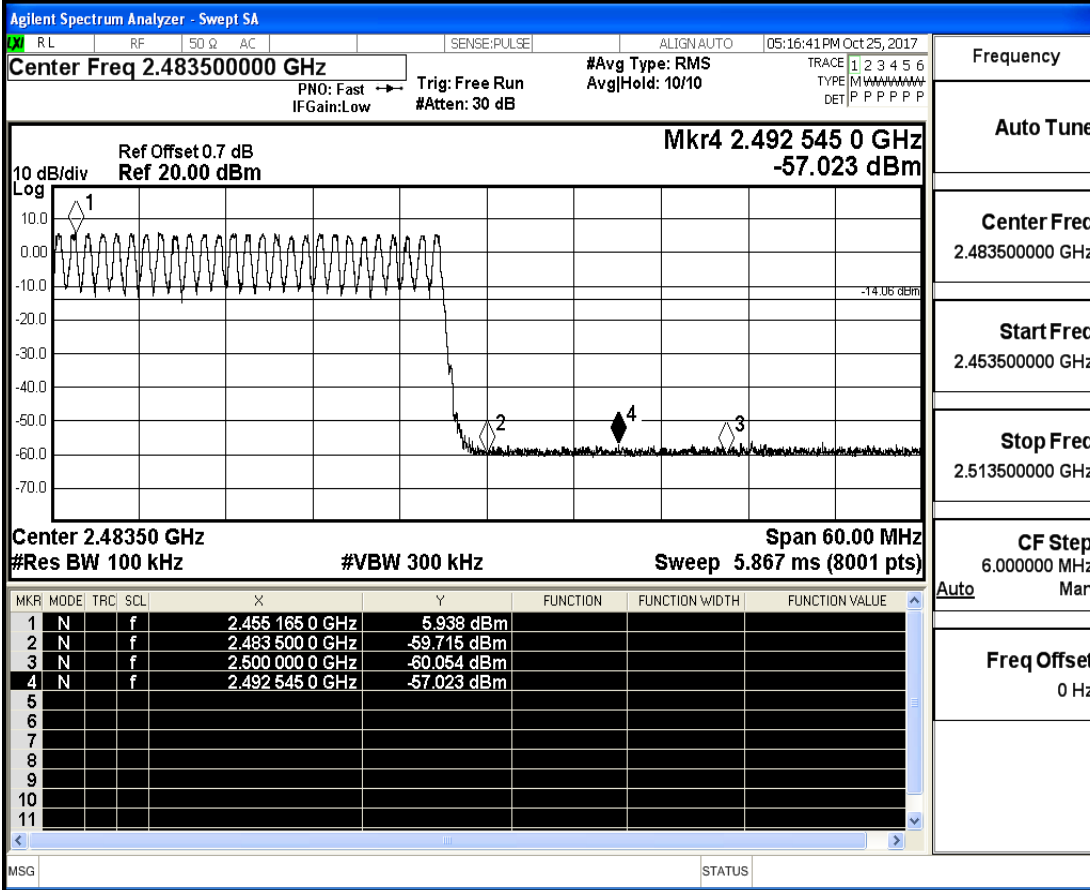 Agilent Spectrum Analyzer - Swept SA
LXI RL RF 50 Ω AC SENSE:PULSE ALIGN AUTO 05:16:41 PM Oct 25, 2017
Center Freq 2.483500000 GHz
PNO: Fast
IFGain:Low
Trig: Free Run
#Atten: 30 dB
#Avg Type: RMS
Avg|Hold: 10/10
TRACE 1 2 3 4 5 6
TYPE M W W W W W
DET P P P P P P
Mkr4 2.492 545 0 GHz
-57.023 dBm
Ref Offset 0.7 dB
10 dB/div Ref 20.00 dBm
Log
1
10.0
0.00
-10.0
-14.06 dBm
-20.0
-30.0
-40.0
-50.0
2
4
3
-60.0
-70.0
Center 2.48350 GHz Span 60.00 MHz
#Res BW 100 kHz #VBW 300 kHz Sweep 5.867 ms (8001 pts)
MKR MODE TRC SCL X Y FUNCTION FUNCTION WIDTH FUNCTION VALUE
1 N f 2.455 165 0 GHz 5.938 dBm
2 N f 2.483 500 0 GHz -59.715 dBm
3 N f 2.500 000 0 GHz -60.054 dBm
4 N f 2.492 545 0 GHz -57.023 dBm
5
6
7
8
9
10
11
MSG STATUS
Frequency
Auto Tune
Center Freq
2.483500000 GHz
Start Freq
2.453500000 GHz
Stop Freq
2.513500000 GHz
CF Step
6.000000 MHz
Auto Man
Freq Offset
0 Hz